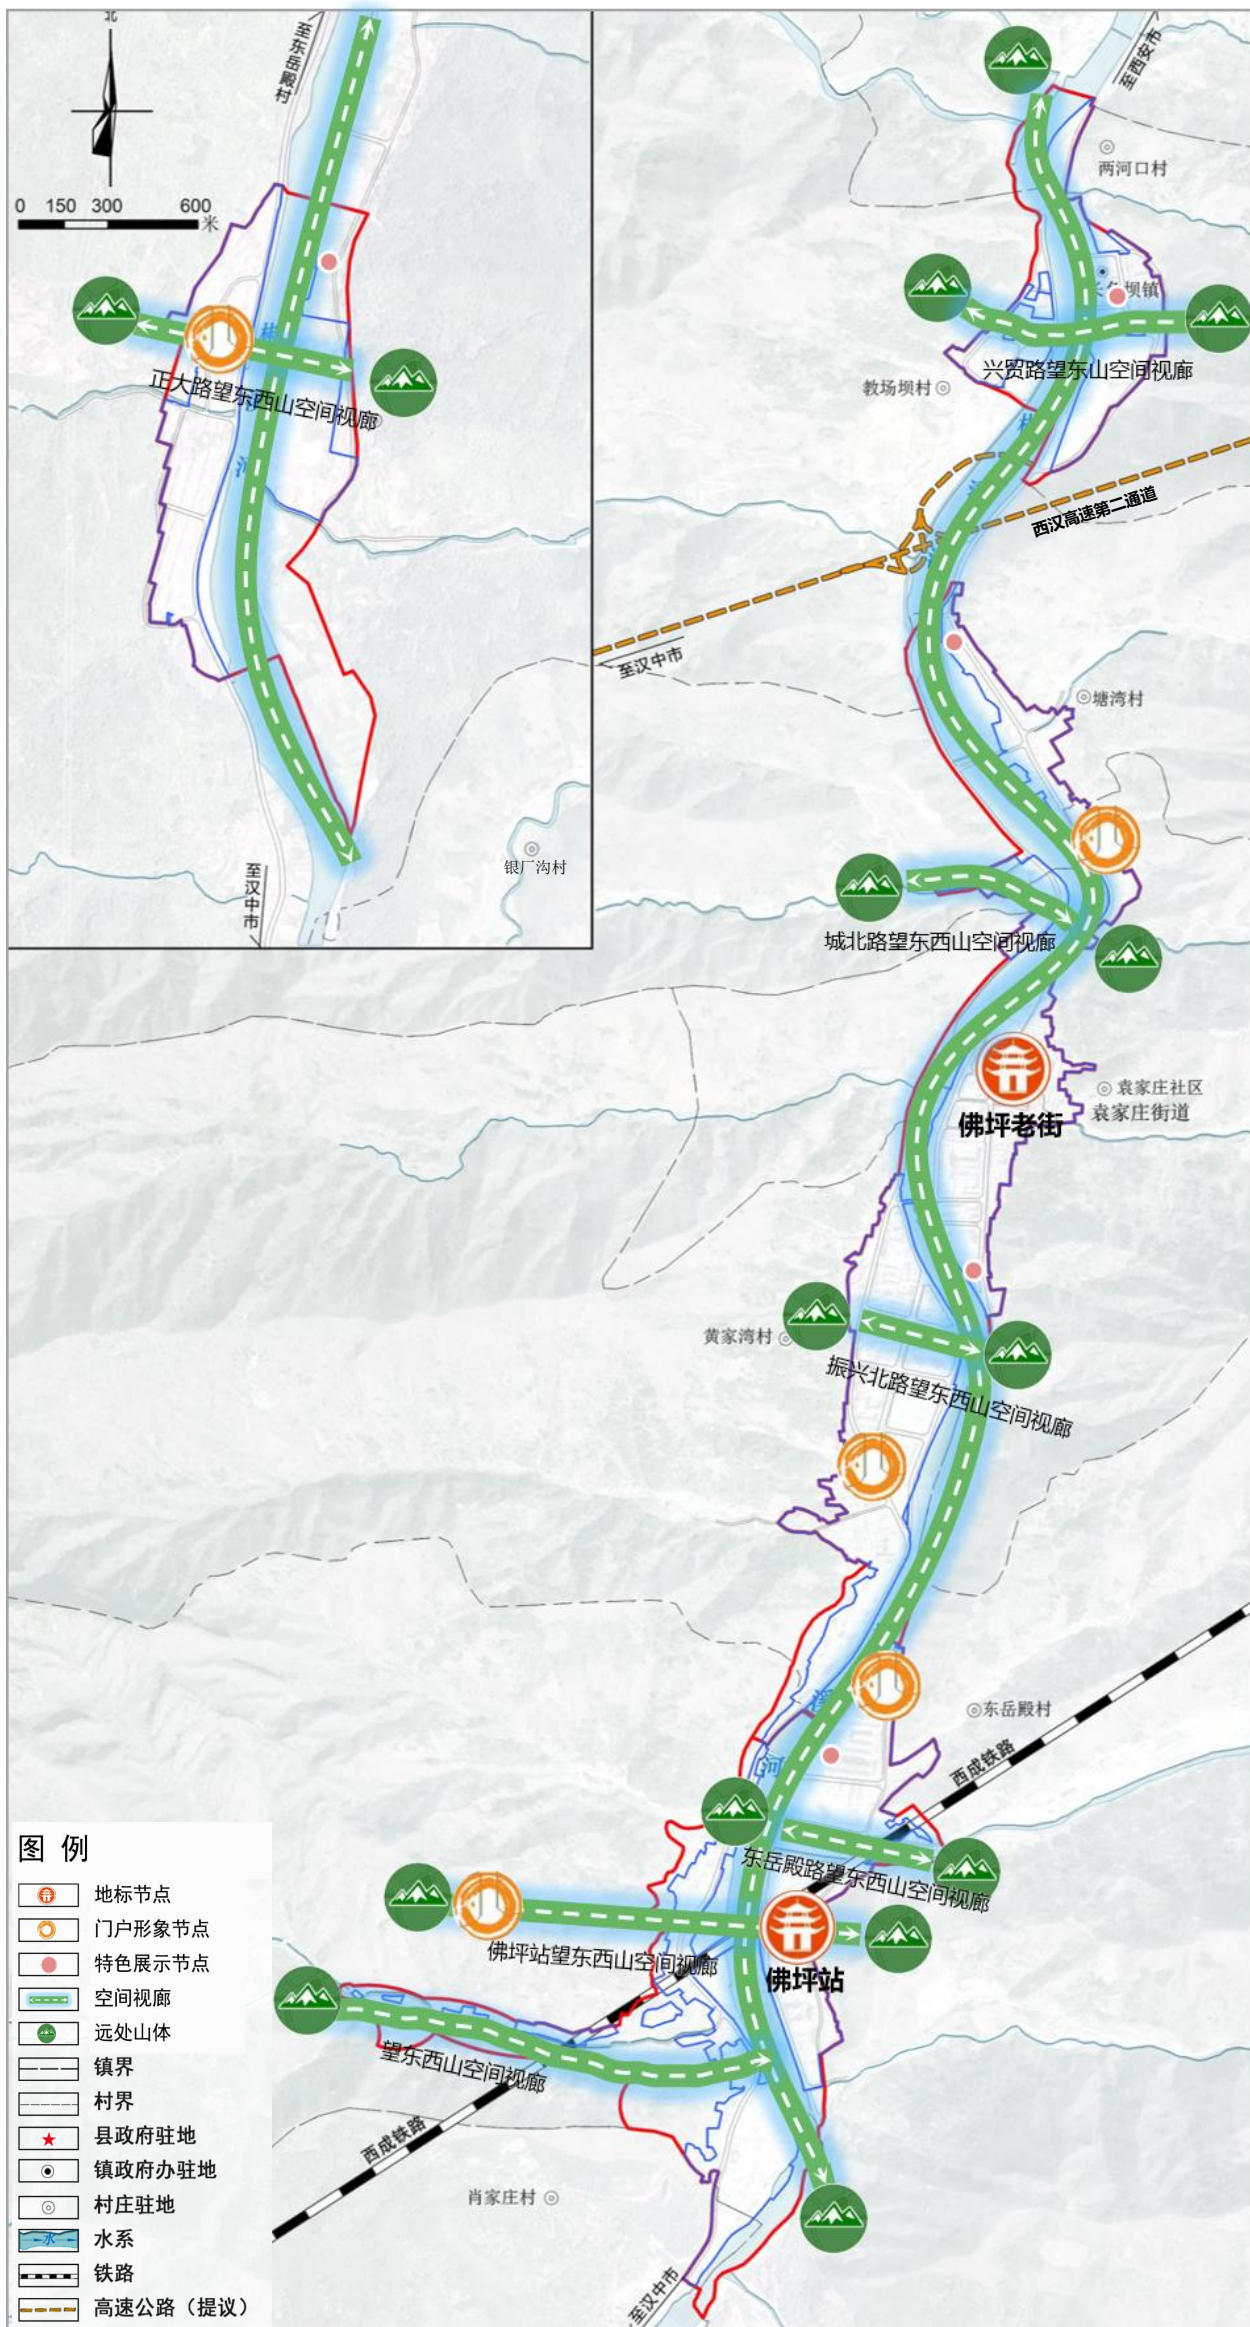 北
0 150 300 600
米
至东岳殿村
正大路望东西山空间视廊
椒
河
银厂沟村
至汉中市
至西安市
两河口村
长角坝镇
兴贸路望东山空间视廊
教场坝村
椒
西汉高速第二通道
至汉中市
塘湾村
城北路望东西山空间视廊
佛坪老街
袁家庄社区
袁家庄街道
黄家湾村
振兴北路望东西山空间视廊
东岳殿村
河
西成铁路
东岳殿路望东西山空间视廊
佛坪站望东西山空间视廊
佛坪站
望东西山空间视廊
西成铁路
肖家庄村
至汉中市
图 例
地标节点
门户形象节点
特色展示节点
空间视廊
远处山体
镇界
村界
县政府驻地
镇政府办驻地
村庄驻地
水
水系
铁路
高速公路（提议）